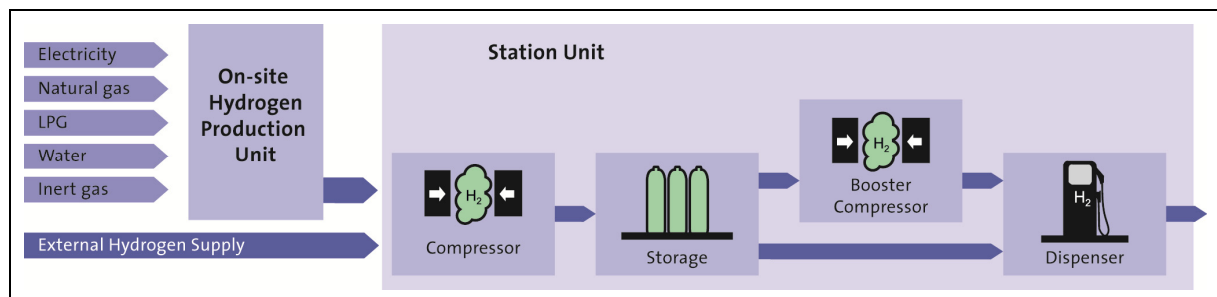 Electricity
Natural gas
LPG
Water
Inert gas
On-site
Hydrogen
Production
Unit
External Hydrogen Supply
Station Unit
H2
Compressor
Storage
H2
Booster
Compressor
H2
Dispenser